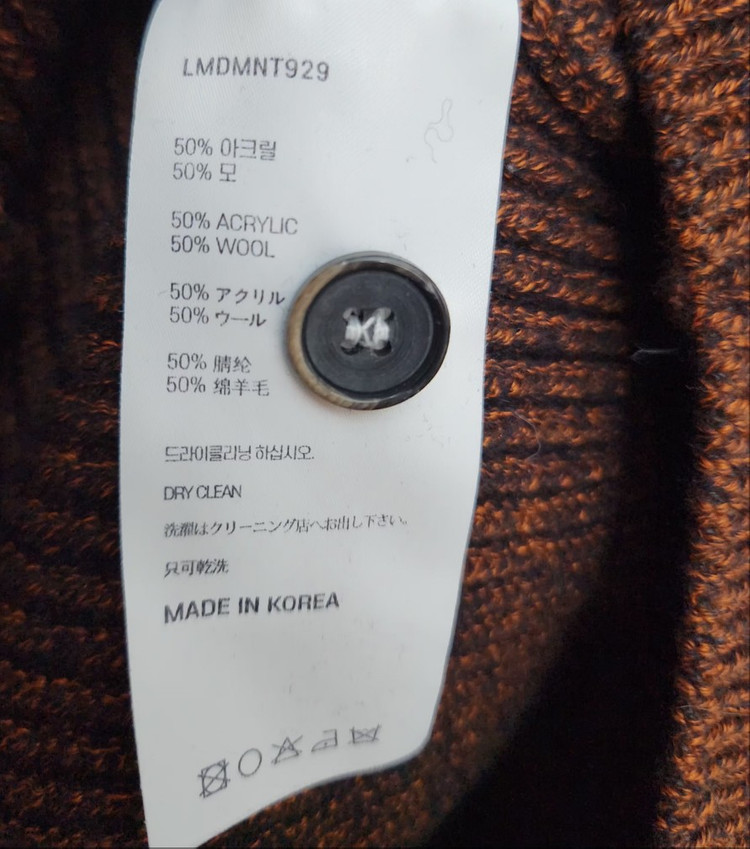 LMDMNT929
50% 아크릴
50% 모
50% ACRYLIC
50% WOOL
50% アクリル
50% ウール
50% 腈纶
50% 绵羊毛
드라이클리닝 하십시오.
DRY CLEAN
洗濯はクリーニング店へお出し下さい。
只可乾洗
MADE IN KOREA